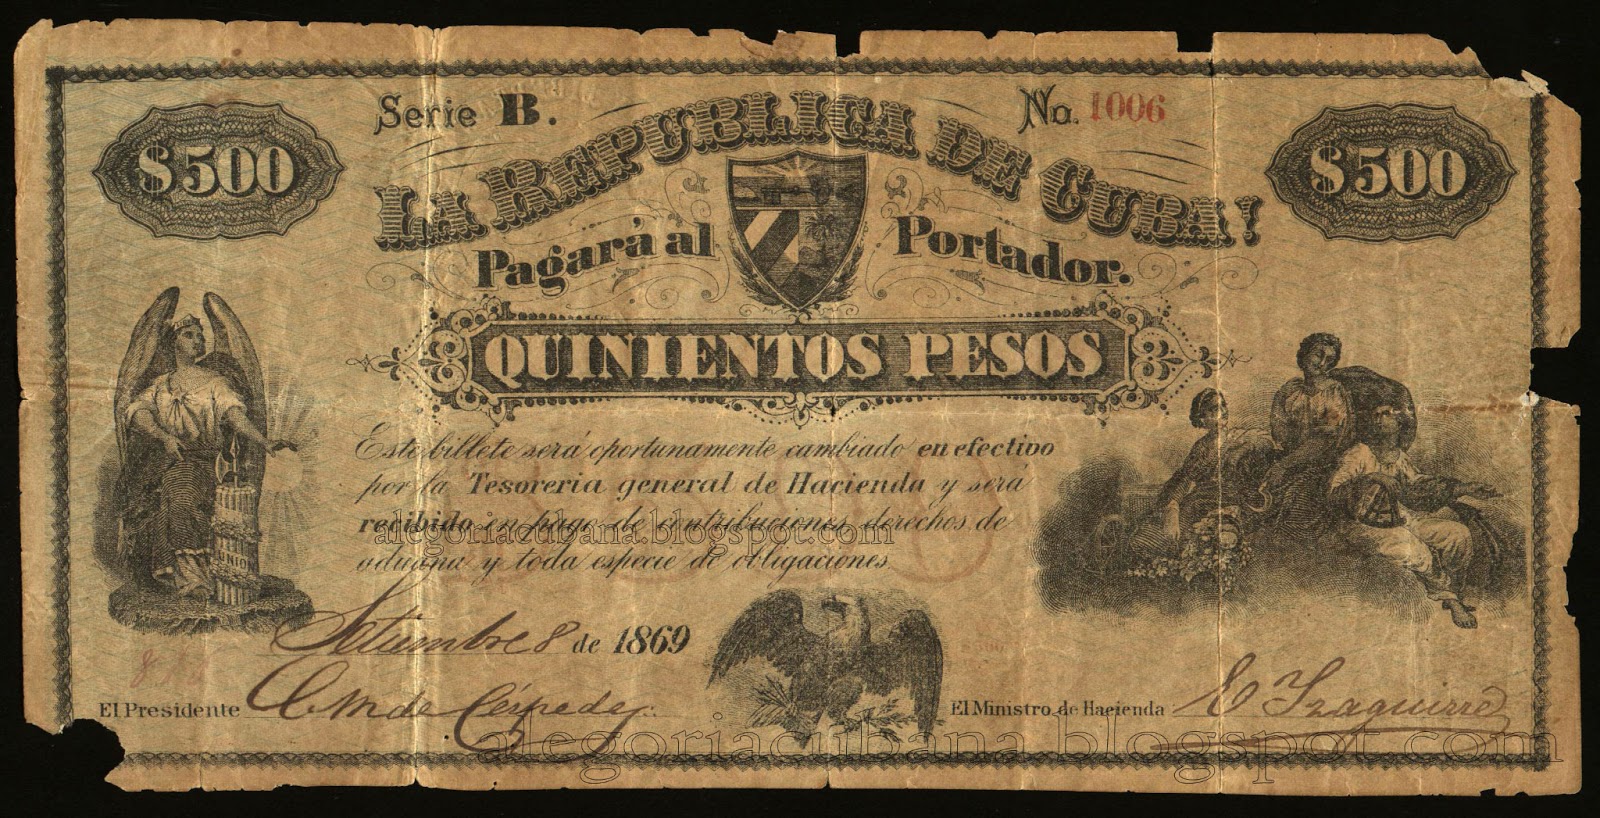 Serie B.
No. 1006
$500
LA REPUBLICA DE CUBA!
$500
Pagará al Portador.
QUINIENTOS PESOS
Este billete será oportunamente cambiado en efectivo
por la Tesoreria general de Hacienda y será
recibido en pago de contribuciones, derechos de
aduana y toda especie de obligaciones.
alegoriacubana.blogspot.com
UNION
Setiembre 8 de 1869
El Presidente C M de Céspedes
El Ministro de Hacienda E Yzaguirre
alegoriacubana.blogspot.com